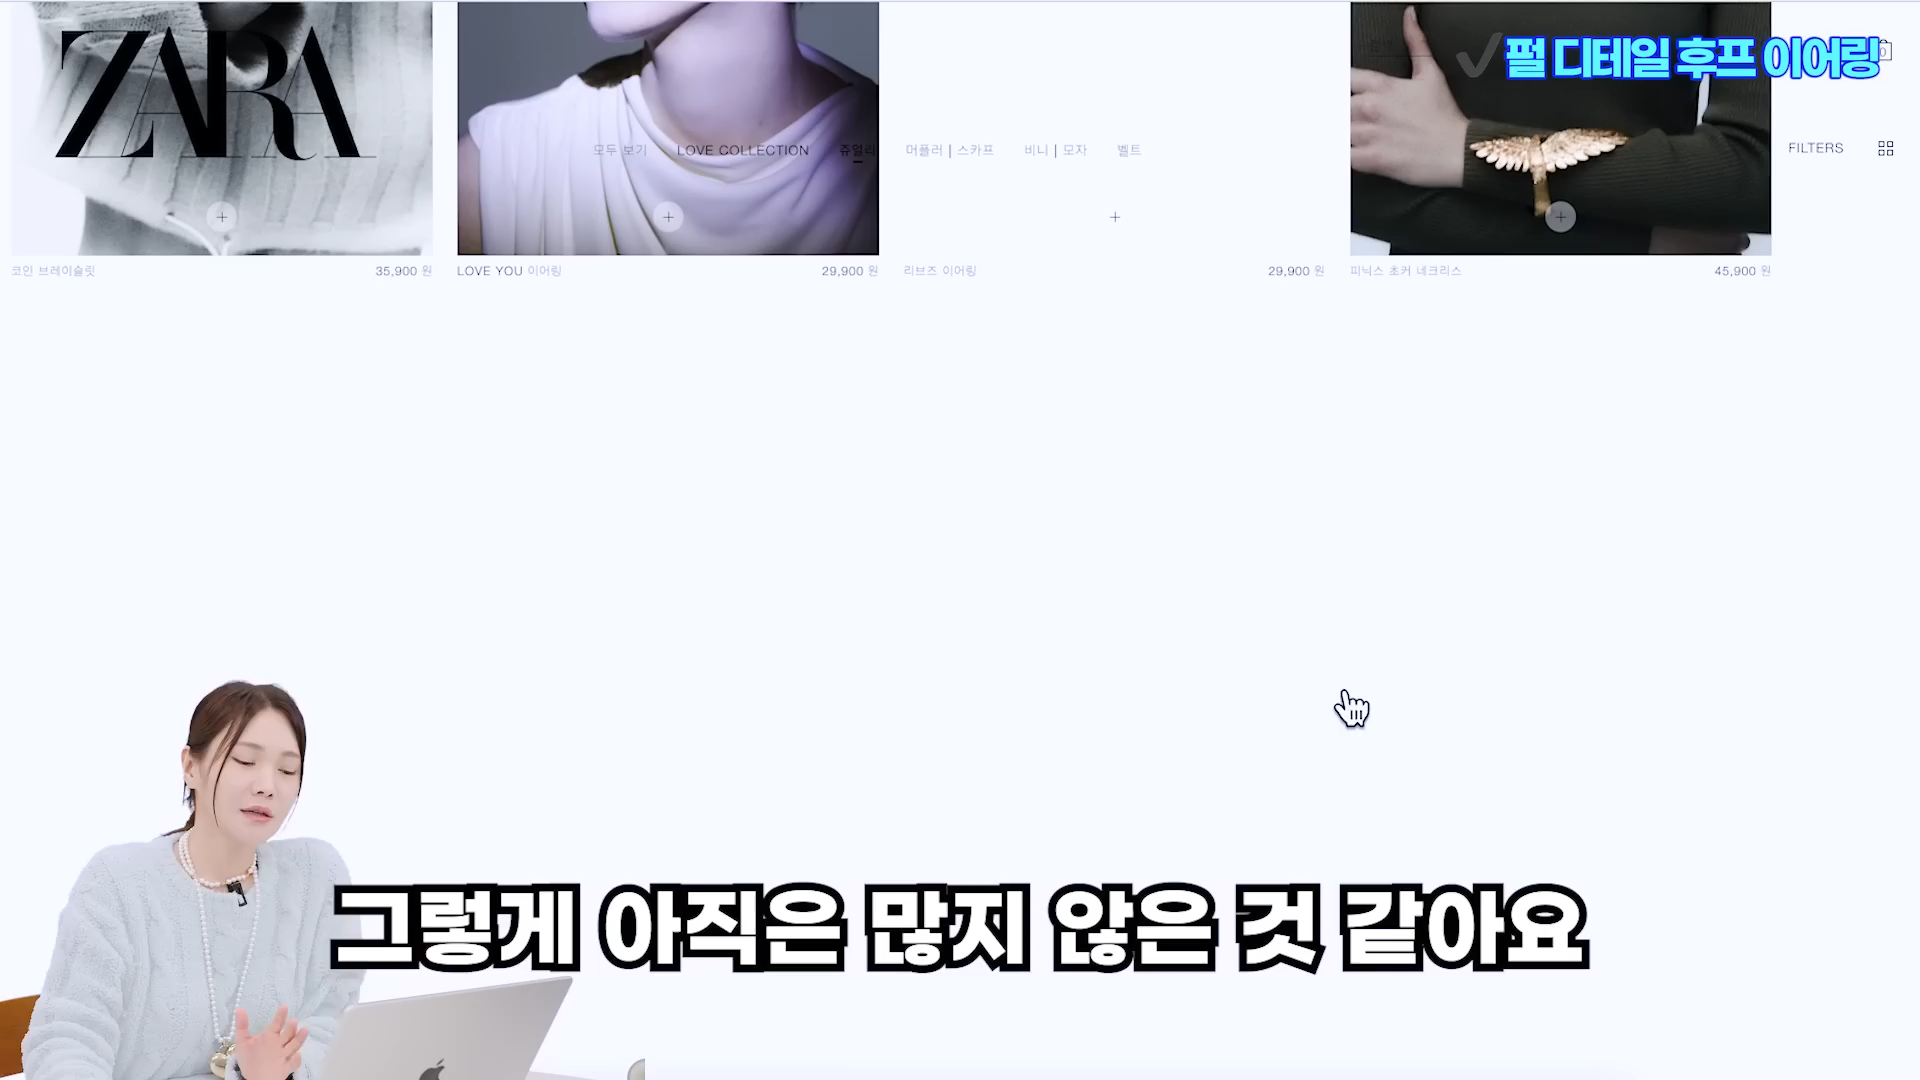 ZARA
✓펄 디테일 후프 이어링
0
모두 보기
LOVE COLLECTION
쥬얼리
머플러 | 스카프
비니 | 모자
벨트
FILTERS
코인 브레이슬릿
35,900 원
LOVE YOU 이어링
29,900 원
리브즈 이어링
29,900 원
피닉스 초커 네크리스
45,900 원
그렇게 아직은 많지 않은 것 같아요